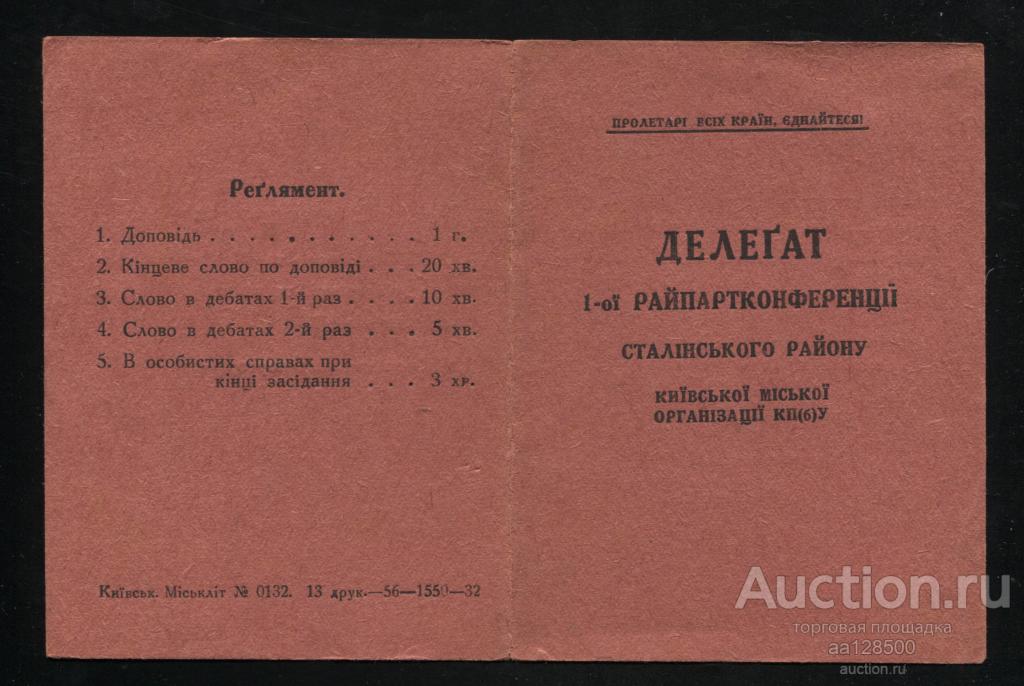 Реґлямент.
1. Доповідь . . . . . . . . . . . 1 г.
2. Кінцеве слово по доповіді . . . 20 хв.
3. Слово в дебатах 1-й раз . . . . 10 хв.
4. Слово в дебатах 2-й раз . . . 5 хв.
5. В особистих справах при
кінці засідання . . . 3 хр.
Київськ. Міськліт № 0132. 13 друк.—56—1550—32
ПРОЛЕТАРІ ВСІХ КРАЇН, ЄДНАЙТЕСЯ!
ДЕЛЕҐАТ
1-ої РАЙПАРТКОНФЕРЕНЦІЇ
СТАЛІНСЬКОГО РАЙОНУ
КИЇВСЬКОЇ МІСЬКОЇ
ОРГАНІЗАЦІЇ КП(б)У
Auction.ru
торговая площадка
aa128500
auction.ru